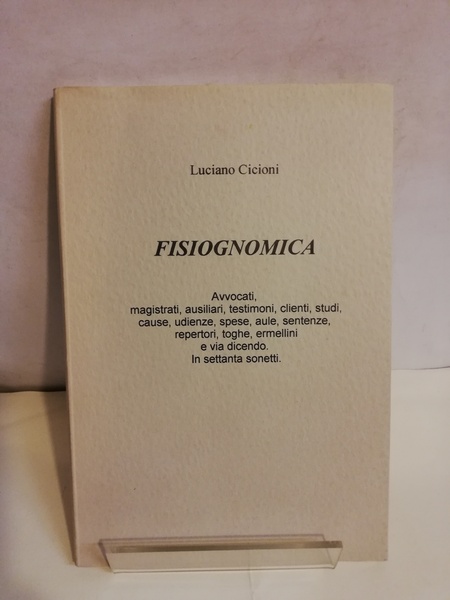 Luciano Cicioni
FISIOGNOMICA
Avvocati,
magistrati, ausiliari, testimoni, clienti, studi,
cause, udienze, spese, aule, sentenze,
repertori, toghe, ermellini
e via dicendo.
In settanta sonetti.